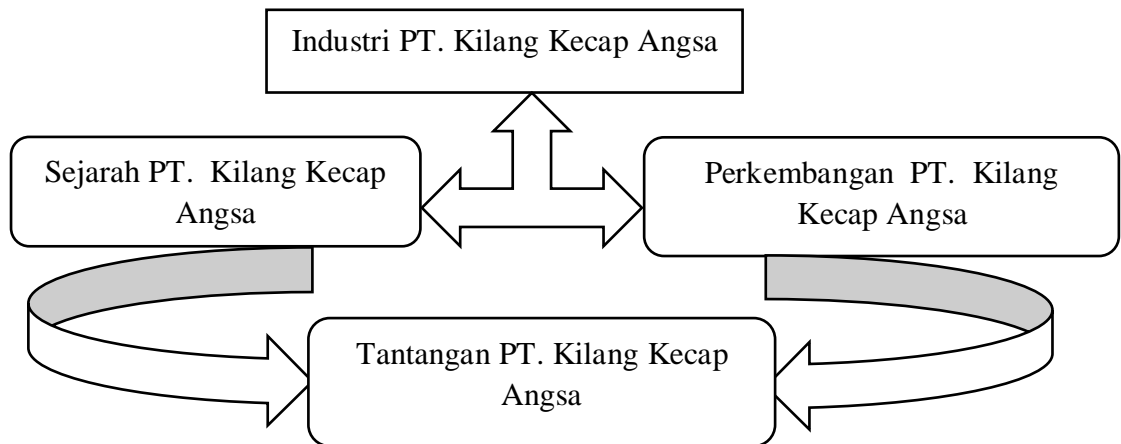 Industri PT. Kilang Kecap Angsa
Sejarah PT. Kilang Kecap
Angsa
Perkembangan PT. Kilang
Kecap Angsa
Tantangan PT. Kilang Kecap
Angsa